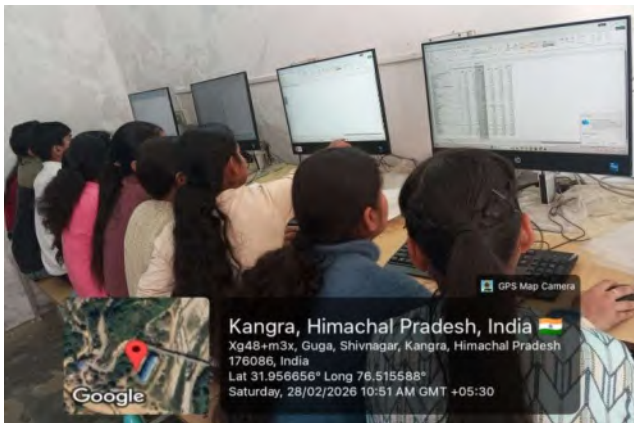 GPS Map Camera
Kangra, Himachal Pradesh, India
Xg48+m3x, Guga, Shivnagar, Kangra, Himachal Pradesh
176086, India
Lat 31.956656° Long 76.515588°
Saturday, 28/02/2026 10:51 AM GMT +05:30
Google